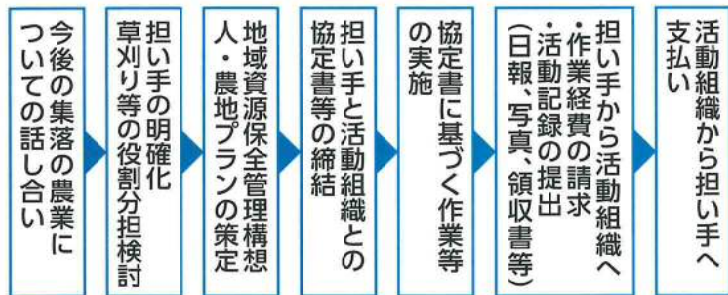 今後の集落の農業に
ついての話し合い
担い手の明確化
草刈り等の役割分担検討
地域資源保全管理構想
人・農地プランの策定
担い手と活動組織との
協定書等の締結
協定書に基づく作業等
の実施
担い手から活動組織へ
・作業経費の請求
・活動記録の提出
（日報、写真、領収書等）
活動組織から担い手へ
支払い